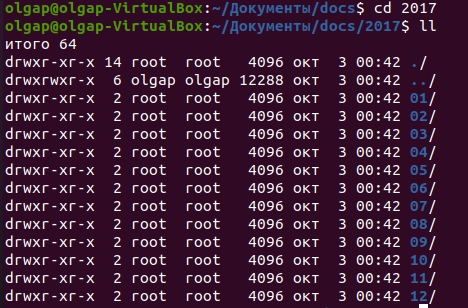 olgap@olgap-VirtualBox:~/Документы/docs$ cd 2017
olgap@olgap-VirtualBox:~/Документы/docs/2017$ ll
итого 64
drwxr-xr-x 14 root  root   4096 окт  3 00:42 ./
drwxrwxr-x  6 olgap olgap 12288 окт  3 00:42 ../
drwxr-xr-x  2 root  root   4096 окт  3 00:42 01/
drwxr-xr-x  2 root  root   4096 окт  3 00:42 02/
drwxr-xr-x  2 root  root   4096 окт  3 00:42 03/
drwxr-xr-x  2 root  root   4096 окт  3 00:42 04/
drwxr-xr-x  2 root  root   4096 окт  3 00:42 05/
drwxr-xr-x  2 root  root   4096 окт  3 00:42 06/
drwxr-xr-x  2 root  root   4096 окт  3 00:42 07/
drwxr-xr-x  2 root  root   4096 окт  3 00:42 08/
drwxr-xr-x  2 root  root   4096 окт  3 00:42 09/
drwxr-xr-x  2 root  root   4096 окт  3 00:42 10/
drwxr-xr-x  2 root  root   4096 окт  3 00:42 11/
drwxr-xr-x  2 root  root   4096 окт  3 00:42 12/